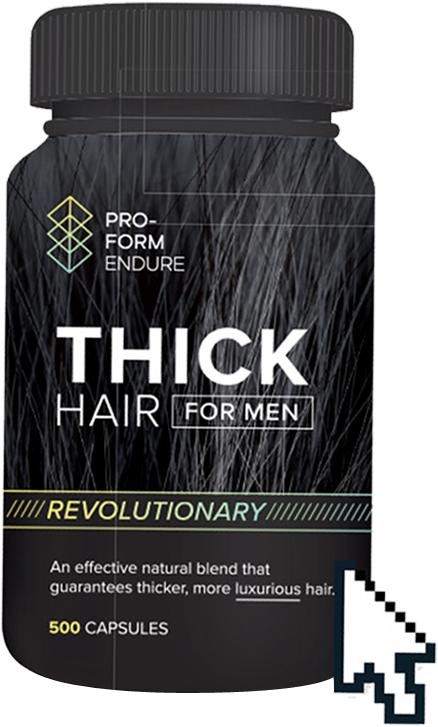 PRO-
FORM
ENDURE
THICK
HAIR FOR MEN
/////REVOLUTIONARY////////////////
An effective natural blend that
guarantees thicker, more luxurious hair.
500 CAPSULES